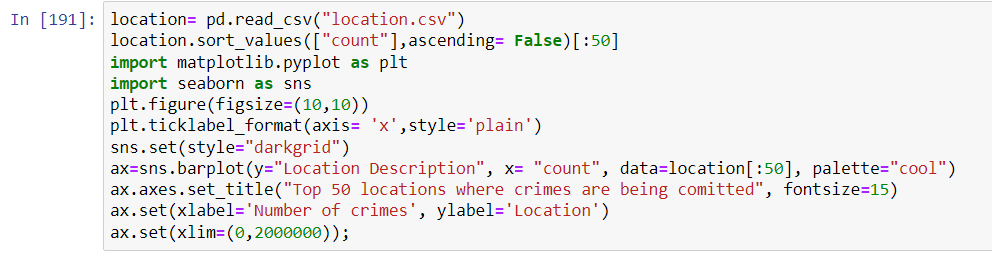 In [191]: location= pd.read_csv("location.csv")
location.sort_values(["count"],ascending= False)[:50]
import matplotlib.pyplot as plt
import seaborn as sns
plt.figure(figsize=(10,10))
plt.ticklabel_format(axis= 'x',style='plain')
sns.set(style="darkgrid")
ax=sns.barplot(y="Location Description", x= "count", data=location[:50], palette="cool")
ax.axes.set_title("Top 50 locations where crimes are being comitted", fontsize=15)
ax.set(xlabel='Number of crimes', ylabel='Location')
ax.set(xlim=(0,2000000));